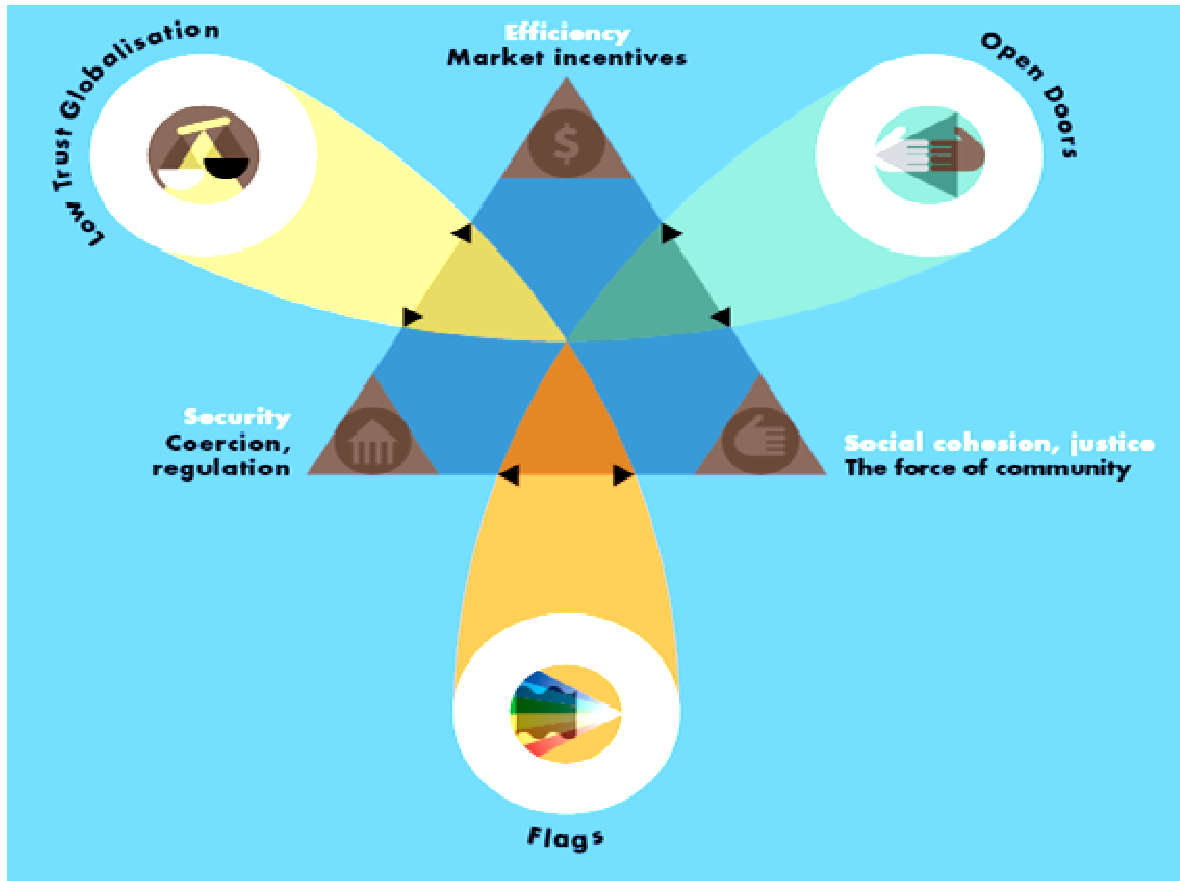 Low Trust Globalisation
Efficiency
Market incentives
Open Doors
$
Security
Coercion,
regulation
Social cohesion, justice
The force of community
Flags